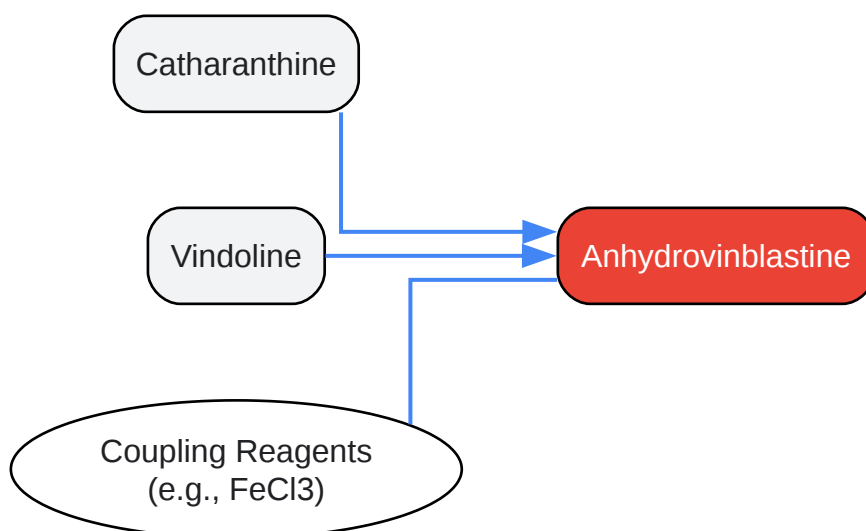 Catharanthine
Vindoline
Anhydrovinblastine
Coupling Reagents
(e.g., FeCl3)